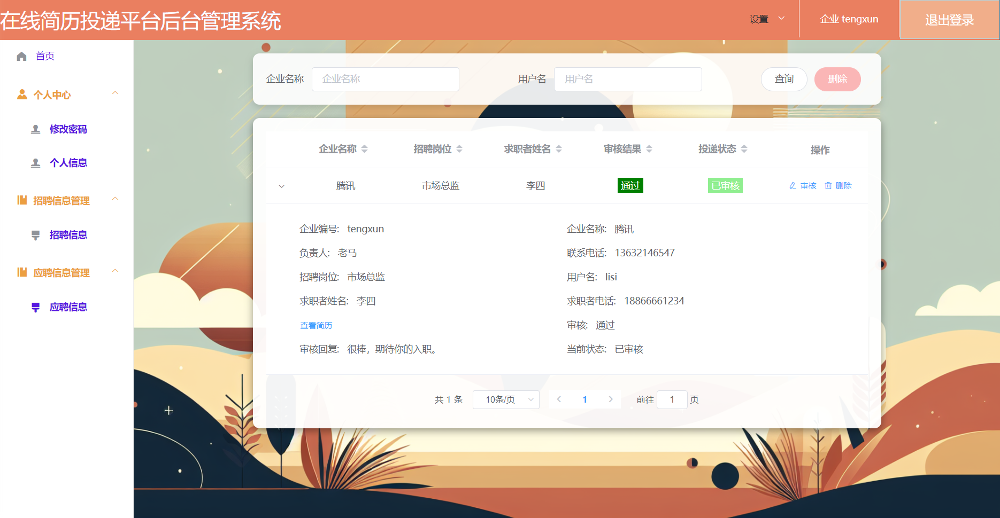 在线简历投递平台后台管理系统
设置
企业 tengxun
退出登录
首页
个人中心
修改密码
个人信息
招聘信息管理
招聘信息
应聘信息管理
应聘信息
企业名称 企业名称 用户名 用户名 查询 删除
企业名称 招聘岗位 求职者姓名 审核结果 投递状态 操作
腾讯 市场总监 李四 通过 已审核 审核 删除
企业编号: tengxun 企业名称: 腾讯
负责人: 老马 联系电话: 13632146547
招聘岗位: 市场总监 用户名: lisi
求职者姓名: 李四 求职者电话: 18866661234
查看简历 审核: 通过
审核回复: 很棒，期待你的入职。 当前状态: 已审核
共 1 条 10条/页 1 前往 1 页